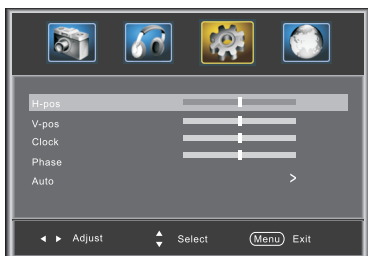 H-pos
V-pos
Clock
Phase
Auto >
◄ ► Adjust ▲▼ Select Menu Exit